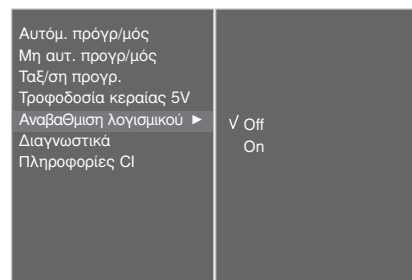 Αυτόμ. πρόγρ/μός
Μη αυτ. προγρ/μός
Ταξ/ση προγρ.
Τροφοδοσία κεραίας 5V
ΑναβαΘμιση λογισμικού ►
Διαγνωστικά
Πληροφορίες CI
√ Off
On